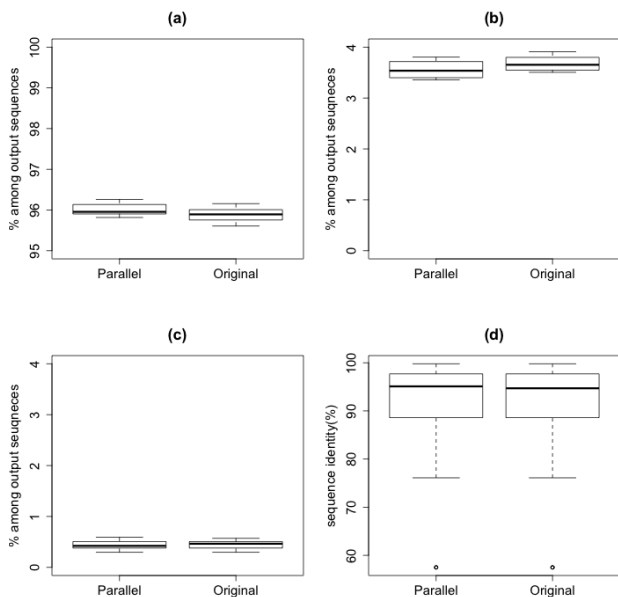 (a)
% among output sequences
100
99
98
97
96
95
Parallel Original
(b)
% among output seuqneces
4
3
2
1
0
Parallel Original
(c)
% among output seuqneces
4
3
2
1
0
Parallel Original
(d)
sequence identity(%)
100
90
80
70
60
Parallel Original